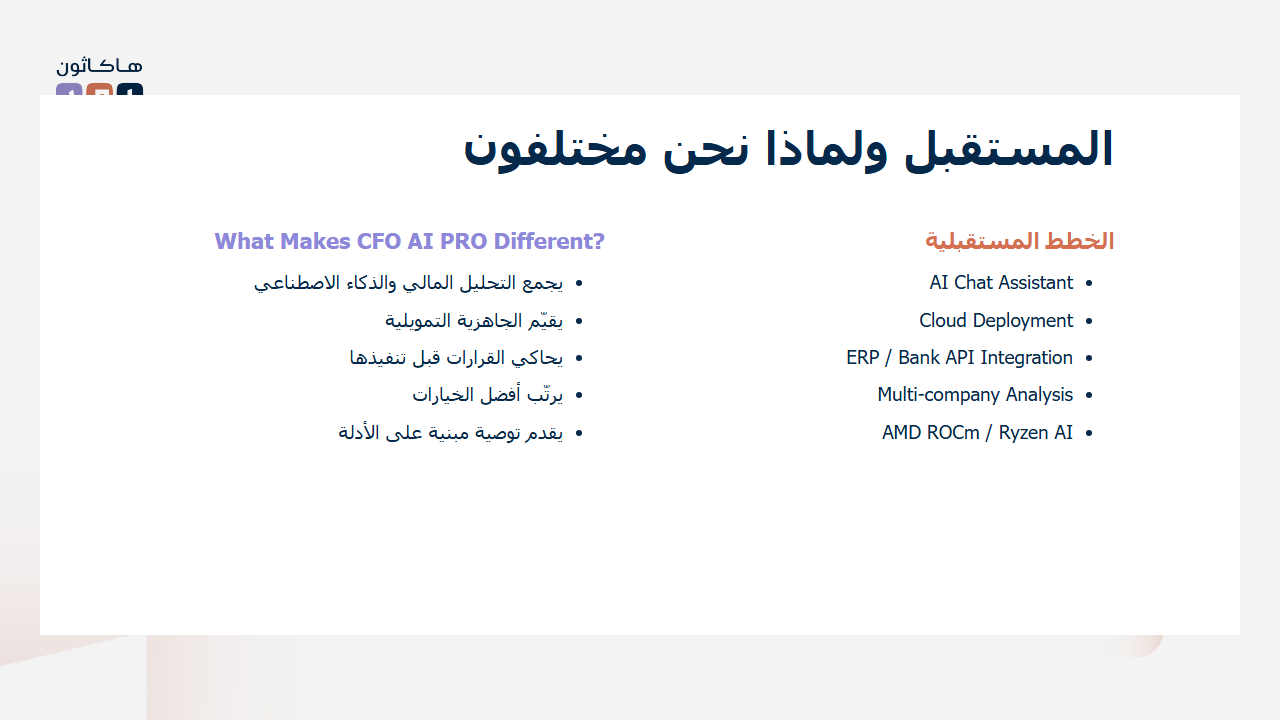 هاكاثون
المستقبل ولماذا نحن مختلفون
الخطط المستقبلية
• AI Chat Assistant
• Cloud Deployment
• ERP / Bank API Integration
• Multi-company Analysis
• AMD ROCm / Ryzen AI
What Makes CFO AI PRO Different?
• يجمع التحليل المالي والذكاء الاصطناعي
• يقيّم الجاهزية التمويلية
• يحاكي القرارات قبل تنفيذها
• يرتّب أفضل الخيارات
• يقدم توصية مبنية على الأدلة